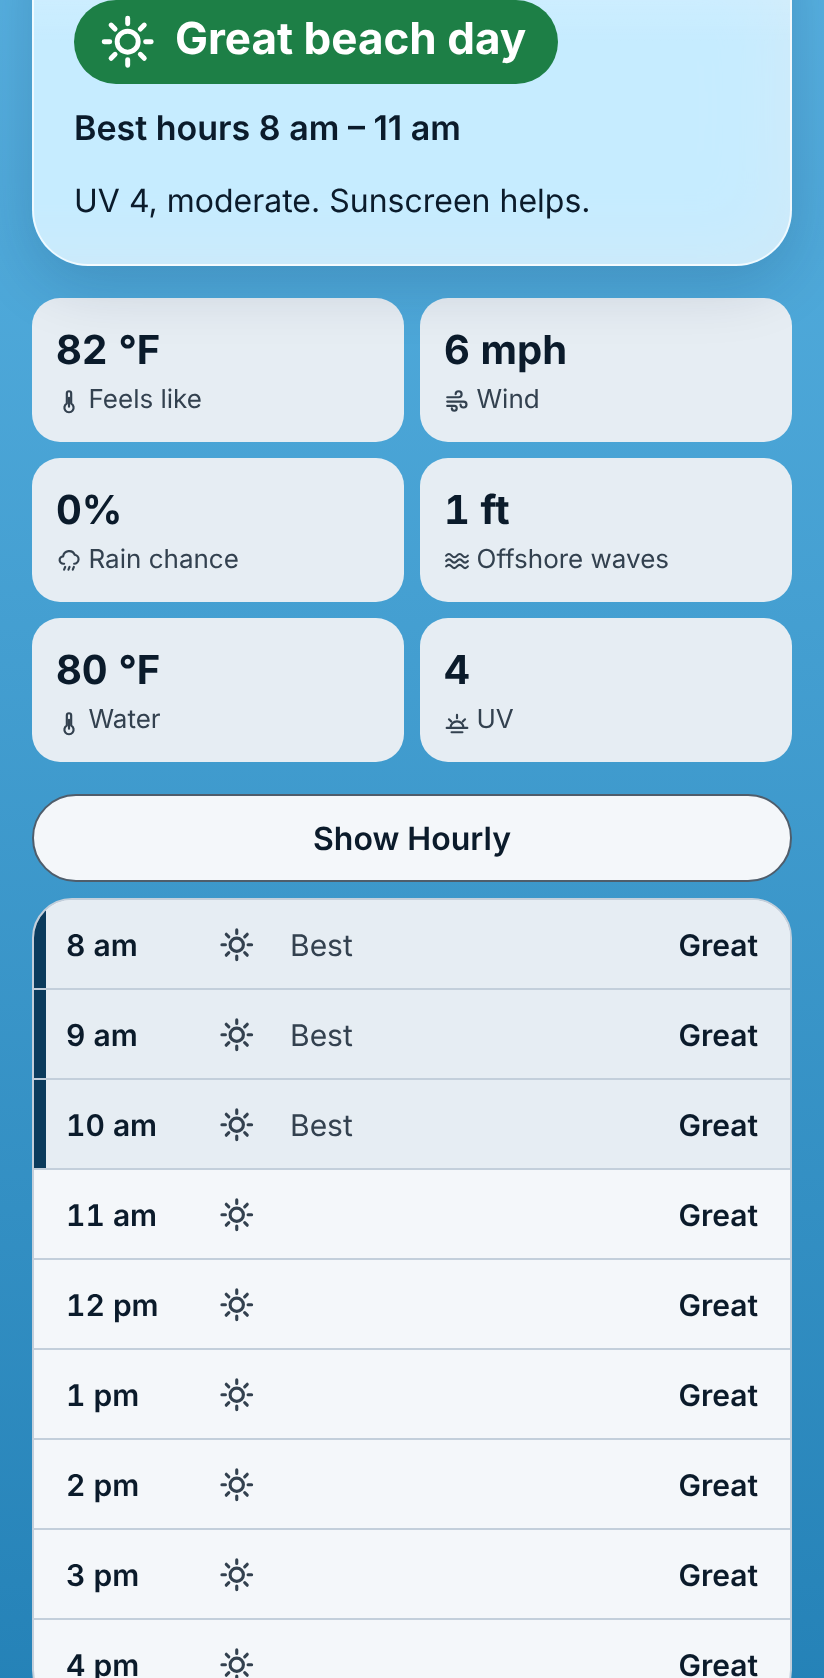 Great beach day
Best hours 8 am – 11 am
UV 4, moderate. Sunscreen helps.
82 °F
Feels like
6 mph
Wind
0%
Rain chance
1 ft
Offshore waves
80 °F
Water
4
UV
Show Hourly
8 am Best Great
9 am Best Great
10 am Best Great
11 am Great
12 pm Great
1 pm Great
2 pm Great
3 pm Great
4 pm Great